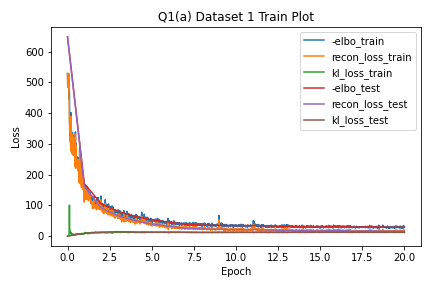 Q1(a) Dataset 1 Train Plot
-elbo_train
recon_loss_train
kl_loss_train
-elbo_test
recon_loss_test
kl_loss_test
Loss
600
500
400
300
200
100
0
0.0 2.5 5.0 7.5 10.0 12.5 15.0 17.5 20.0
Epoch